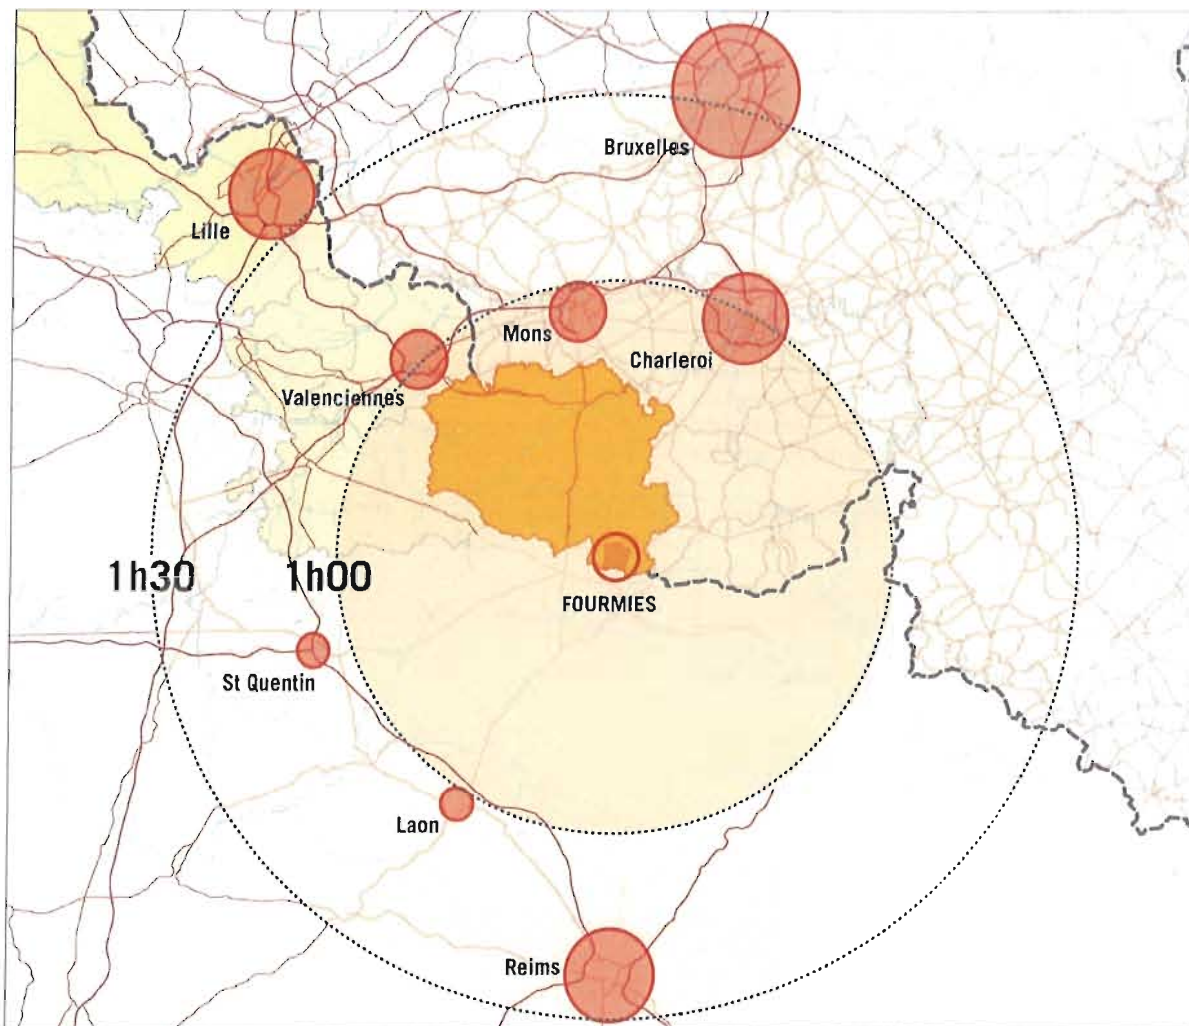 Bruxelles
Lille
Mons
Charleroi
Valenciennes
1h30
1h00
FOURMIES
St Quentin
Laon
Reims